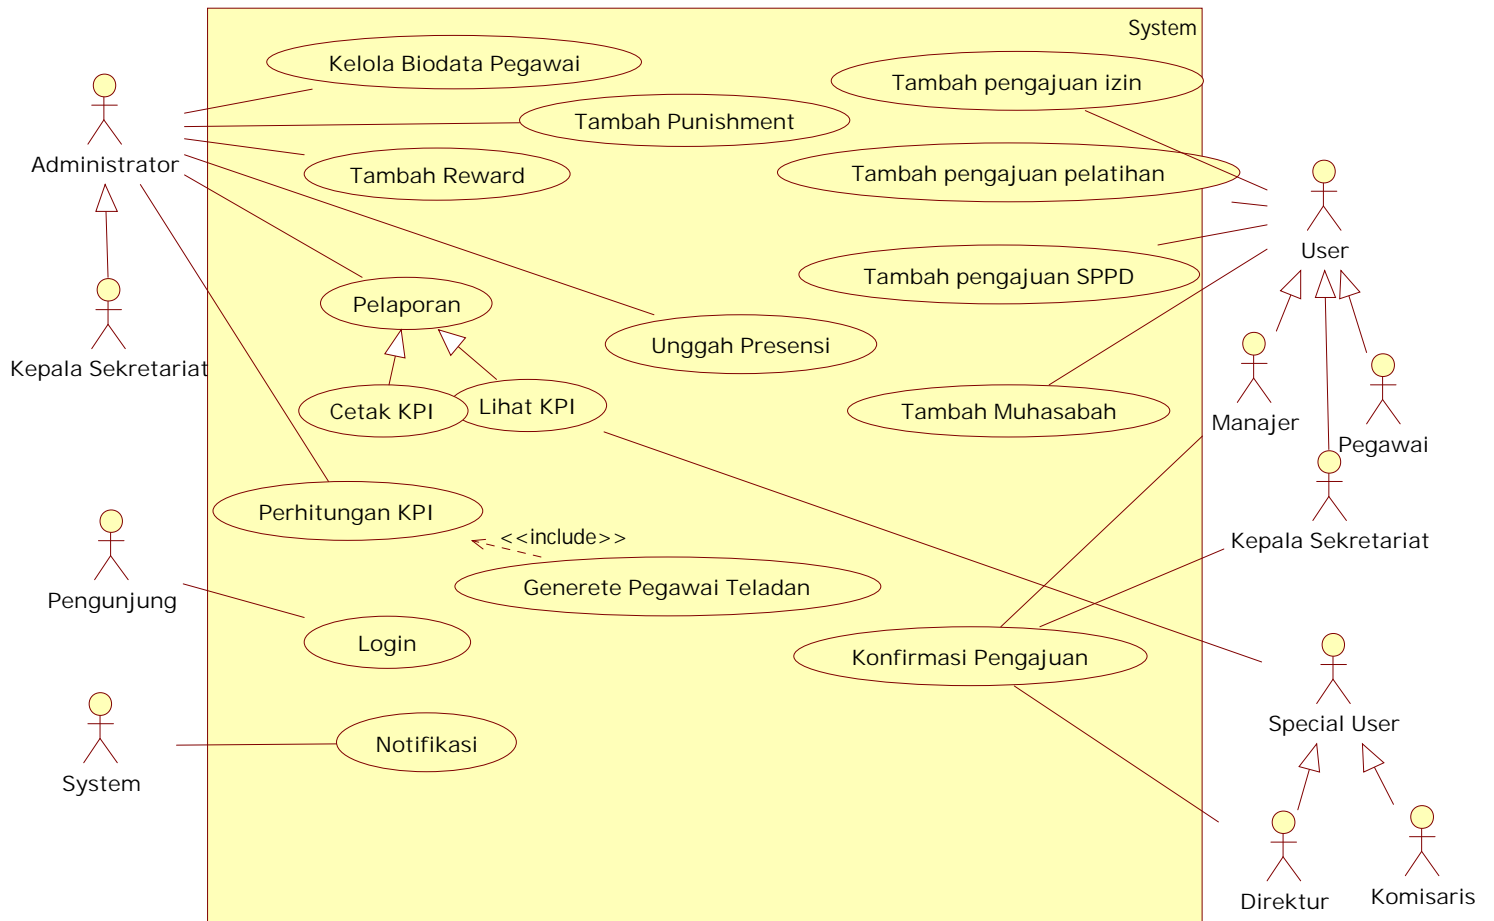 System
Kelola Biodata Pegawai
Tambah pengajuan izin
Tambah Punishment
Administrator
Tambah Reward
Tambah pengajuan pelatihan
User
Tambah pengajuan SPPD
Pelaporan
Unggah Presensi
Kepala Sekretariat
Cetak KPI
Lihat KPI
Tambah Muhasabah
Manajer
Pegawai
Perhitungan KPI
<<include>>
Kepala Sekretariat
Generete Pegawai Teladan
Pengunjung
Login
Konfirmasi Pengajuan
Special User
Notifikasi
System
Direktur
Komisaris